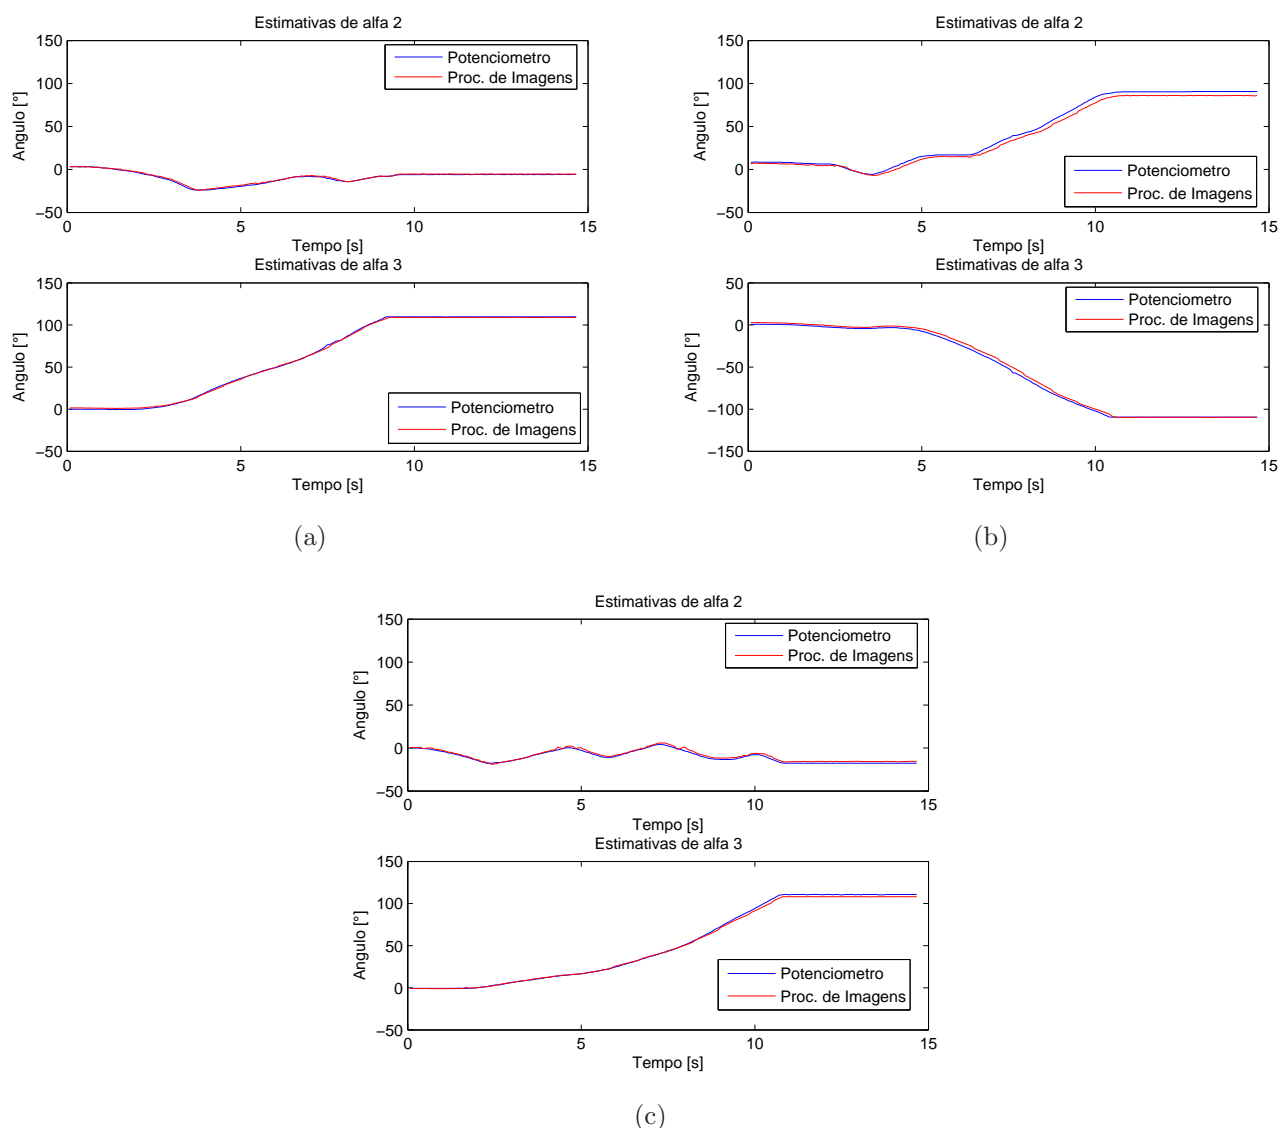 Estimativas de alfa 2
150
100
50
0
−50
Angulo [°]
Potenciometro
Proc. de Imagens
0 5 10 15
Tempo [s]
Estimativas de alfa 3
150
100
50
0
−50
Angulo [°]
Potenciometro
Proc. de Imagens
0 5 10 15
Tempo [s]
(a)
Estimativas de alfa 2
150
100
50
0
−50
Angulo [°]
Potenciometro
Proc. de Imagens
0 5 10 15
Tempo [s]
Estimativas de alfa 3
50
0
−50
−100
−150
Angulo [°]
Potenciometro
Proc. de Imagens
0 5 10 15
Tempo [s]
(b)
Estimativas de alfa 2
150
100
50
0
−50
Angulo [°]
Potenciometro
Proc. de Imagens
0 5 10 15
Tempo [s]
Estimativas de alfa 3
150
100
50
0
−50
Angulo [°]
Potenciometro
Proc. de Imagens
0 5 10 15
Tempo [s]
(c)